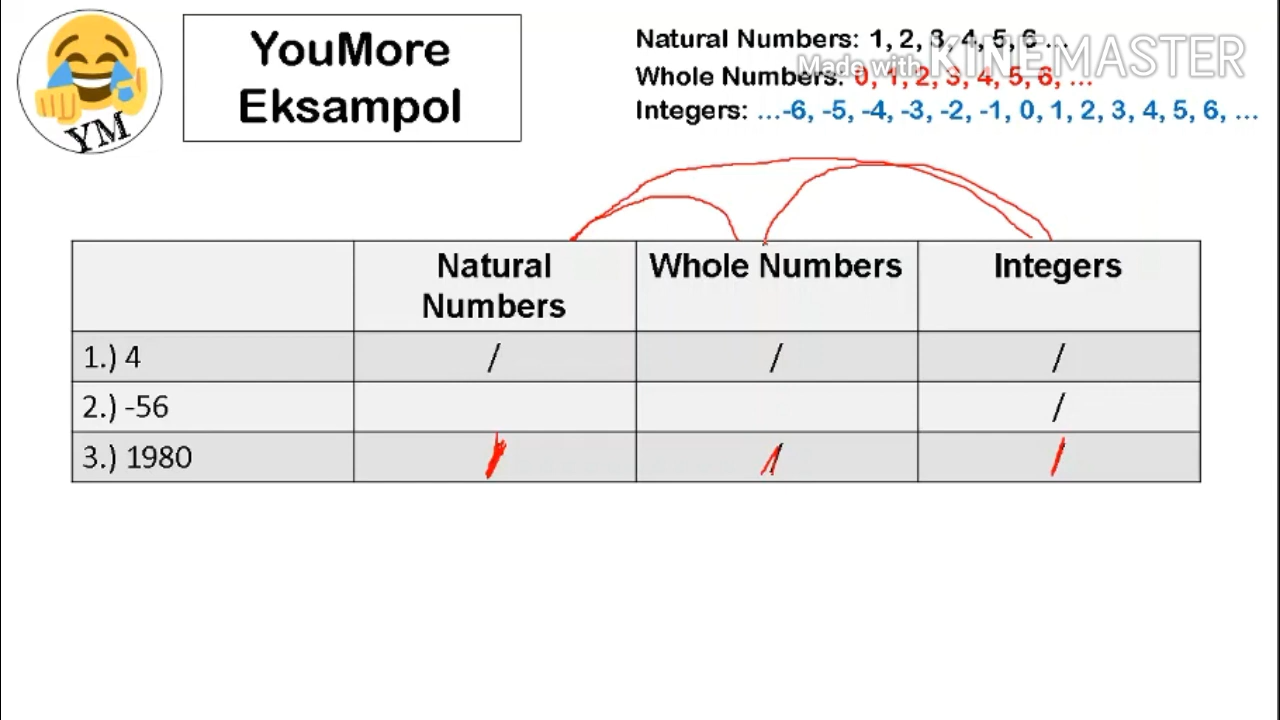 YM
YouMore
Eksampol
Natural Numbers: 1, 2, 3, 4, 5, 6 ...
Made with KINEMASTER
Whole Numbers: 0, 1, 2, 3, 4, 5, 6, ...
Integers: ...-6, -5, -4, -3, -2, -1, 0, 1, 2, 3, 4, 5, 6, ...
Natural Numbers Whole Numbers Integers
1.) 4 / / /
2.) -56 /
3.) 1980 / / /